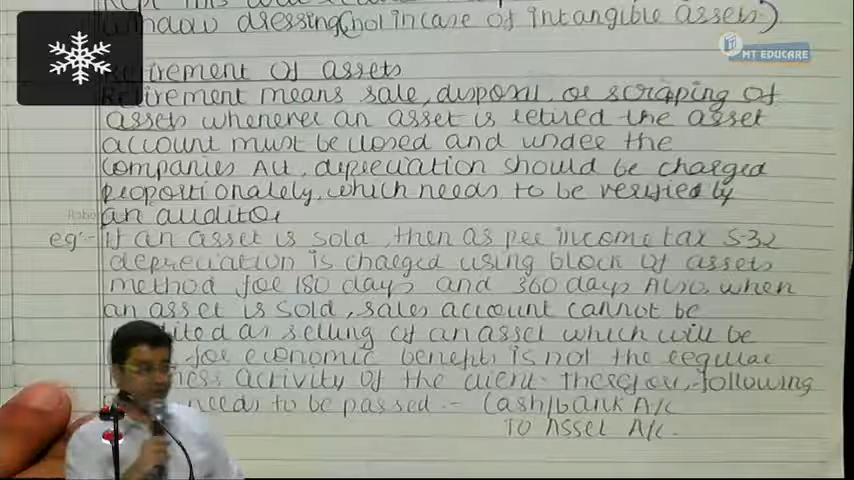 window dressing (not in case of intangible assets.)
MT EDUCARE
Retirement of assets
Retirement means sale, disposal, or scrapping of
assets whenever an asset is retired the asset
account must be closed and under the
Companies Act, depreciation should be charged
proportionately, which needs to be verified by
an auditor
eg:- If an asset is sold, then as per income tax S-32
depreciation is charged using block of assets
method for 180 days and 360 days Also, when
an asset is sold, sales account cannot be
as selling of an asset which will be
for economic benefits is not the regular
activity of the client. Therefore, following
needs to be passed :- Cash/bank A/c
TO Asset A/c.